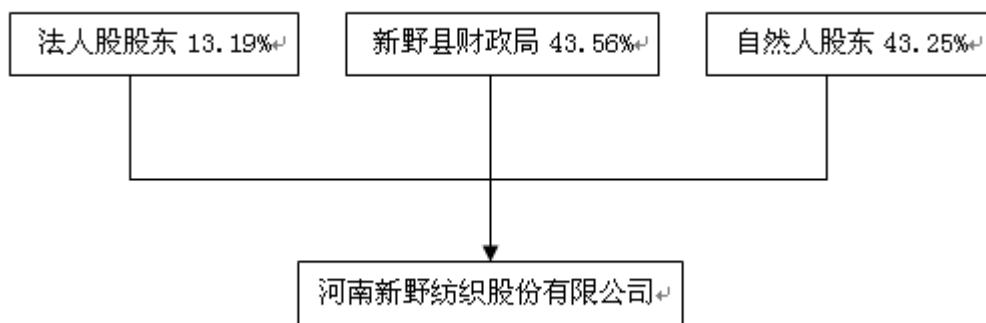 法人股股东 13.19%↵
新野县财政局 43.56%↵
自然人股东 43.25%↵
河南新野纺织股份有限公司↵